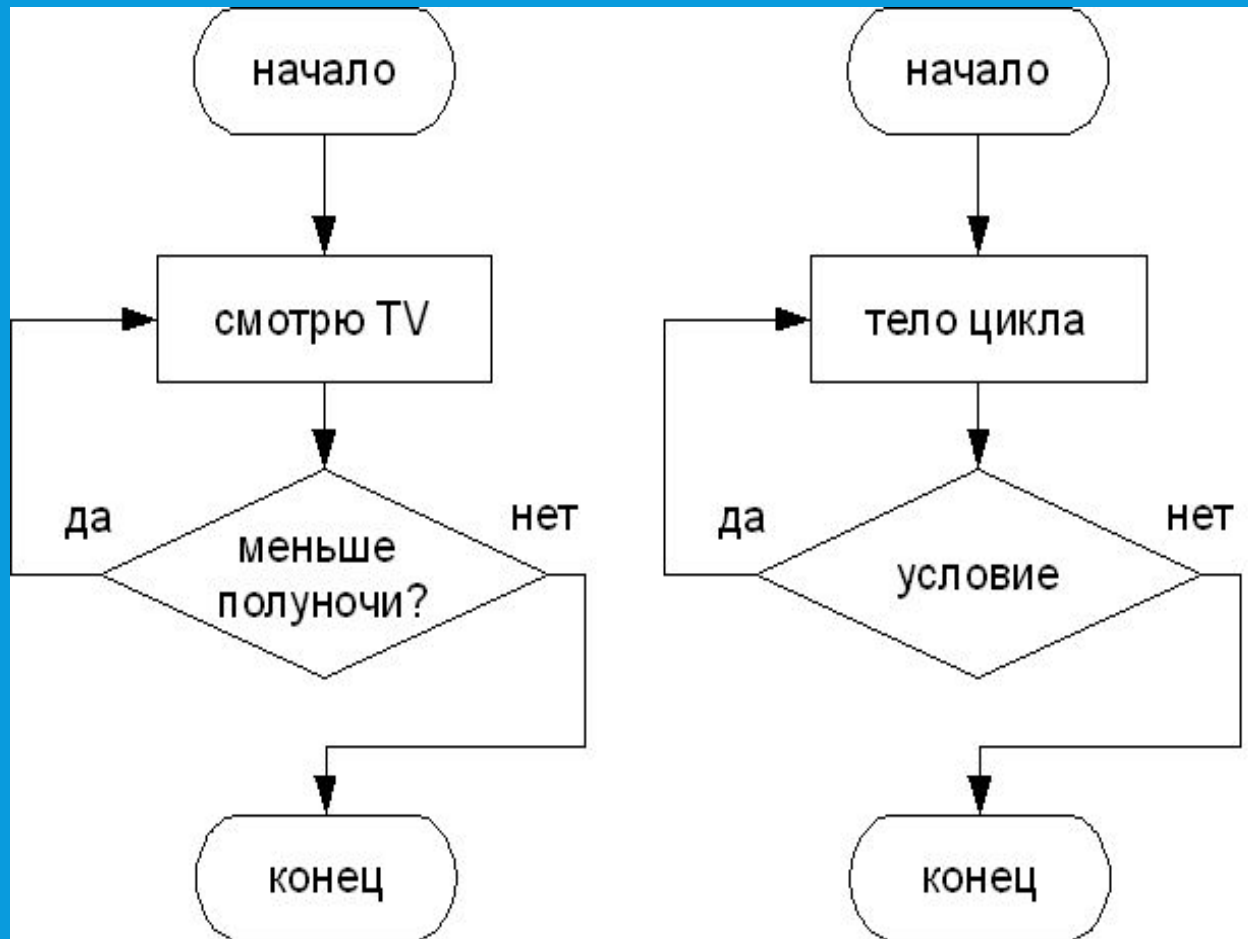 начало
смотрю TV
да
нет
меньше
полуночи?
конец
начало
тело цикла
да
нет
условие
конец